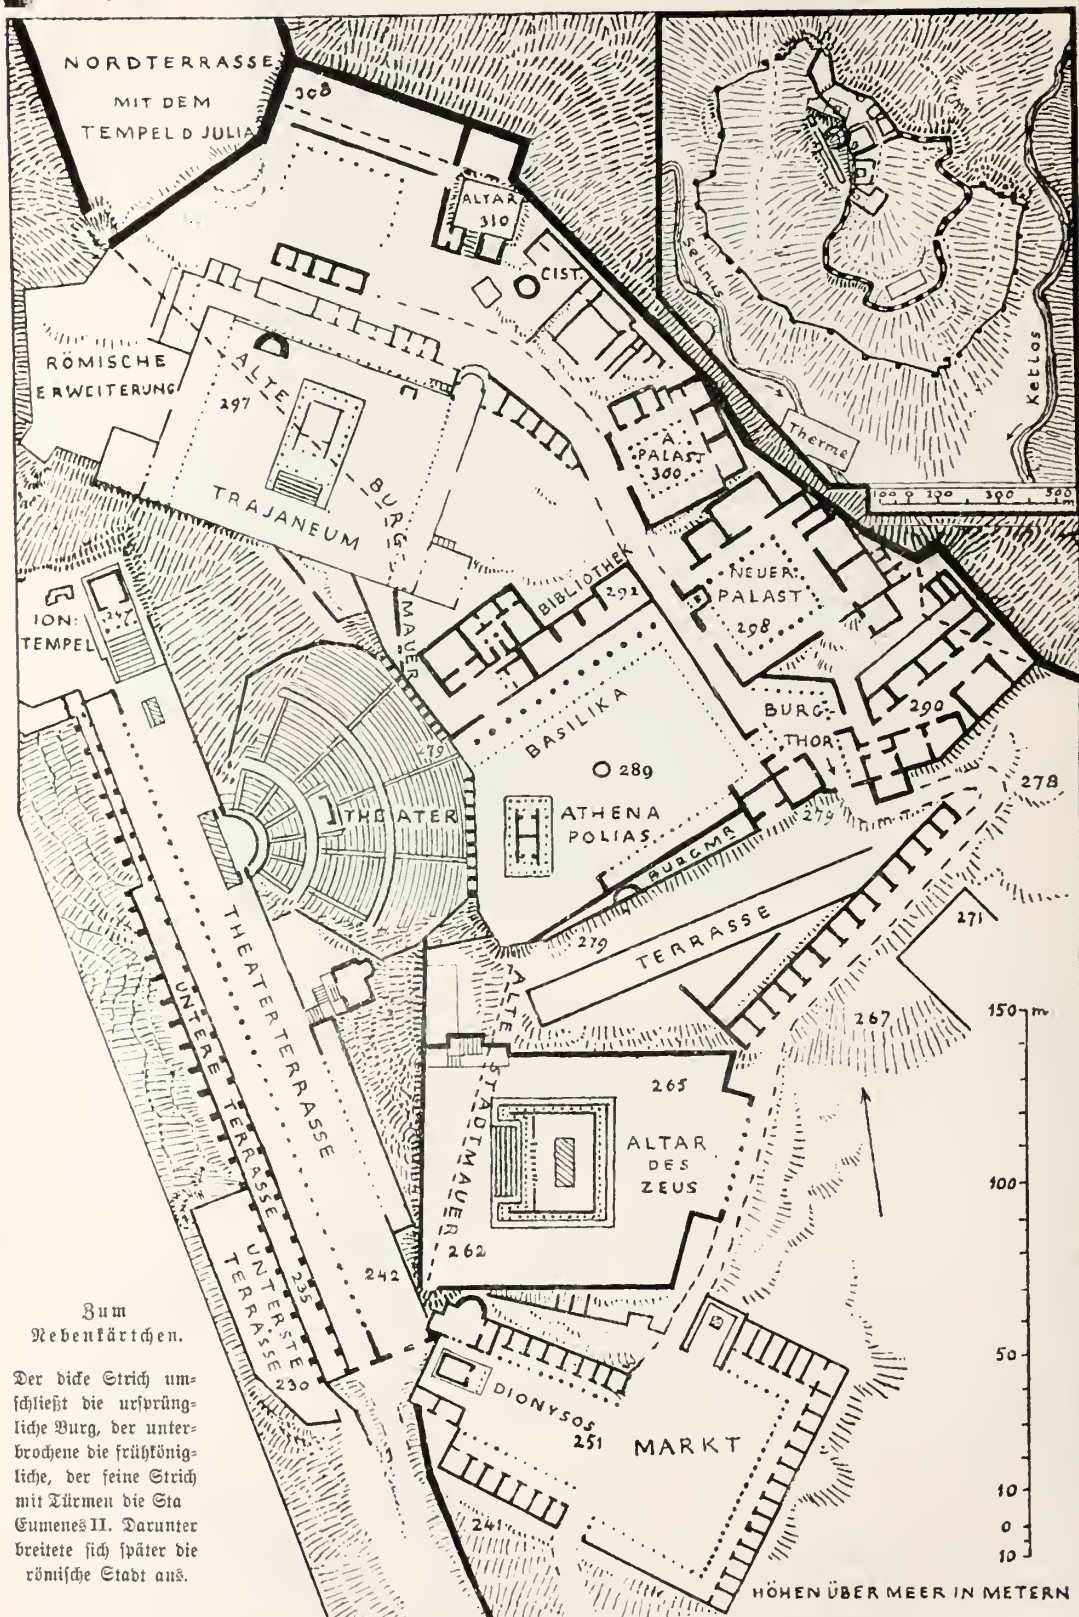 NORDTERRASSE
MIT DEM
TEMPEL D JULIA
308
ALTAR
310
CIST.
RÖMISCHE
ERWEITERUNG
297
ALTE
BURG-
MAUER
TRAJANEUM
A.
PALAST
300
NEUER
PALAST
298
BIBLIOTHEK
292
ION:
TEMPEL
247
BASILIKA
BURG-
THOR
290
279
289
ATHENA
POLIAS
THEATER
BURGMR
279
278
279
TERRASSE
271
267
THEATERTERRASSE
UNTERE TERRASSE
ALTE
STADTMAUER
265
ALTAR
DES
ZEUS
262
242
235
UNTERSTE
TERRASSE
230
DIONYSOS
251
MARKT
241
Selinus
Ketios
Therme
100 0 200 300 500
m
150 m
100
50
10
0
10
HÖHEN ÜBER MEER IN METERN
Zum
Nebenkärtchen.
Der dicke Strich um-
schließt die ursprüng-
liche Burg, der unter-
brochene die frühkönig-
liche, der feine Strich
mit Türmen die Sta
Eumenes II. Darunter
breitete sich später die
römische Stadt aus.